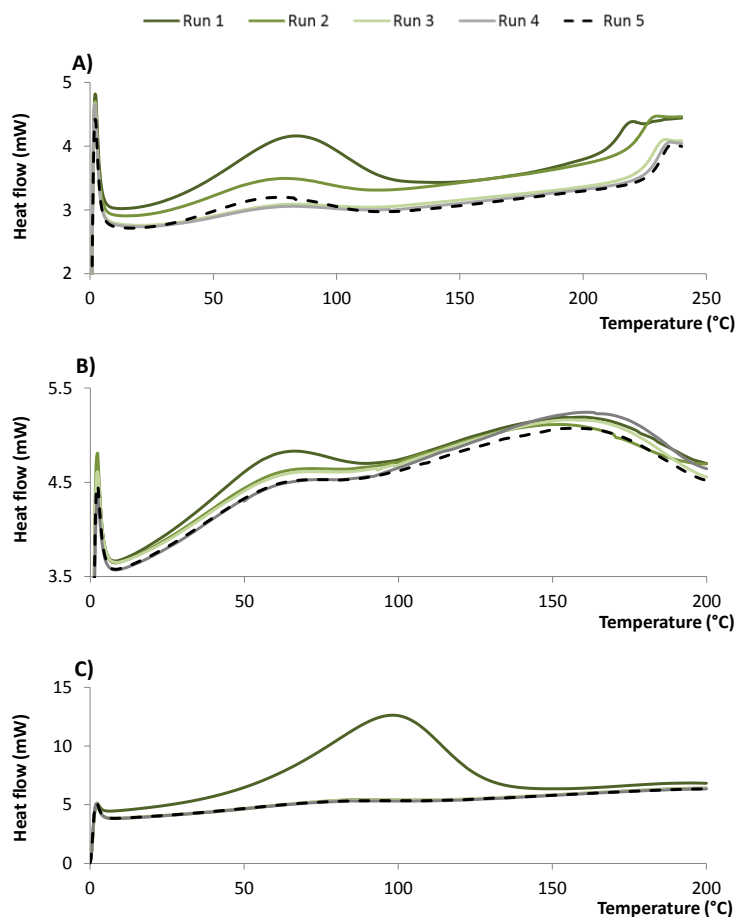 Run 1 Run 2 Run 3 Run 4 Run 5
A)
Heat flow (mW)
5
4
3
2
0 50 100 150 200 250
Temperature (°C)
B)
Heat flow (mW)
5.5
4.5
3.5
0 50 100 150 200
Temperature (°C)
C)
Heat flow (mW)
15
10
5
0
0 50 100 150 200
Temperature (°C)